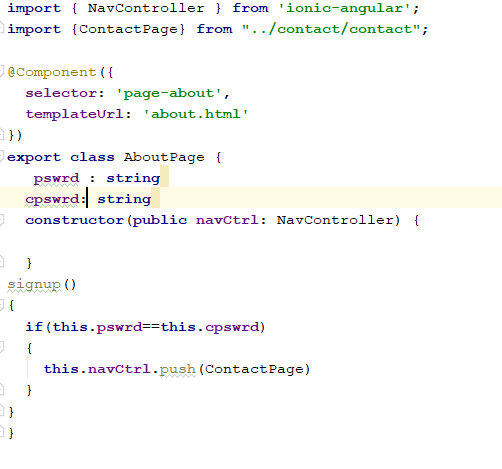 import { NavController } from 'ionic-angular';
import {ContactPage} from "../contact/contact";
@Component({
selector: 'page-about',
templateUrl: 'about.html'
})
export class AboutPage {
pswrd : string
cpswrd: string
constructor(public navCtrl: NavController) {
}
signup()
{
if(this.pswrd==this.cpswrd)
{
this.navCtrl.push(ContactPage)
}
}
}